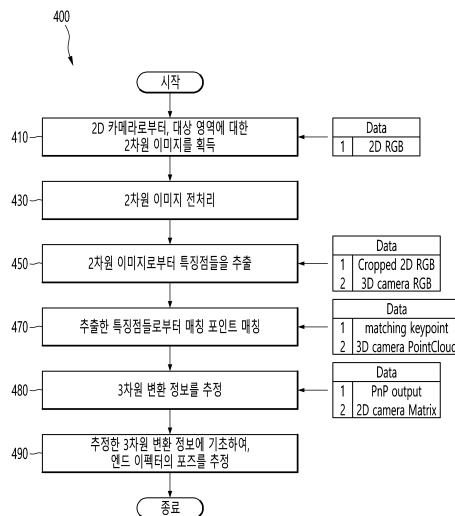 400
시작
410
2D 카메라로부터, 대상 영역에 대한
2차원 이미지를 획득
Data
1 2D RGB
430
2차원 이미지 전처리
450
2차원 이미지로부터 특징점들을 추출
Data
1 Cropped 2D RGB
2 3D camera RGB
470
추출한 특징점들로부터 매칭 포인트 매칭
Data
1 matching keypoint
2 3D camera PointCloud
480
3차원 변환 정보를 추정
Data
1 PnP output
2 2D camera Matrix
490
추정한 3차원 변환 정보에 기초하여,
엔드 이펙터의 포즈를 추정
종료